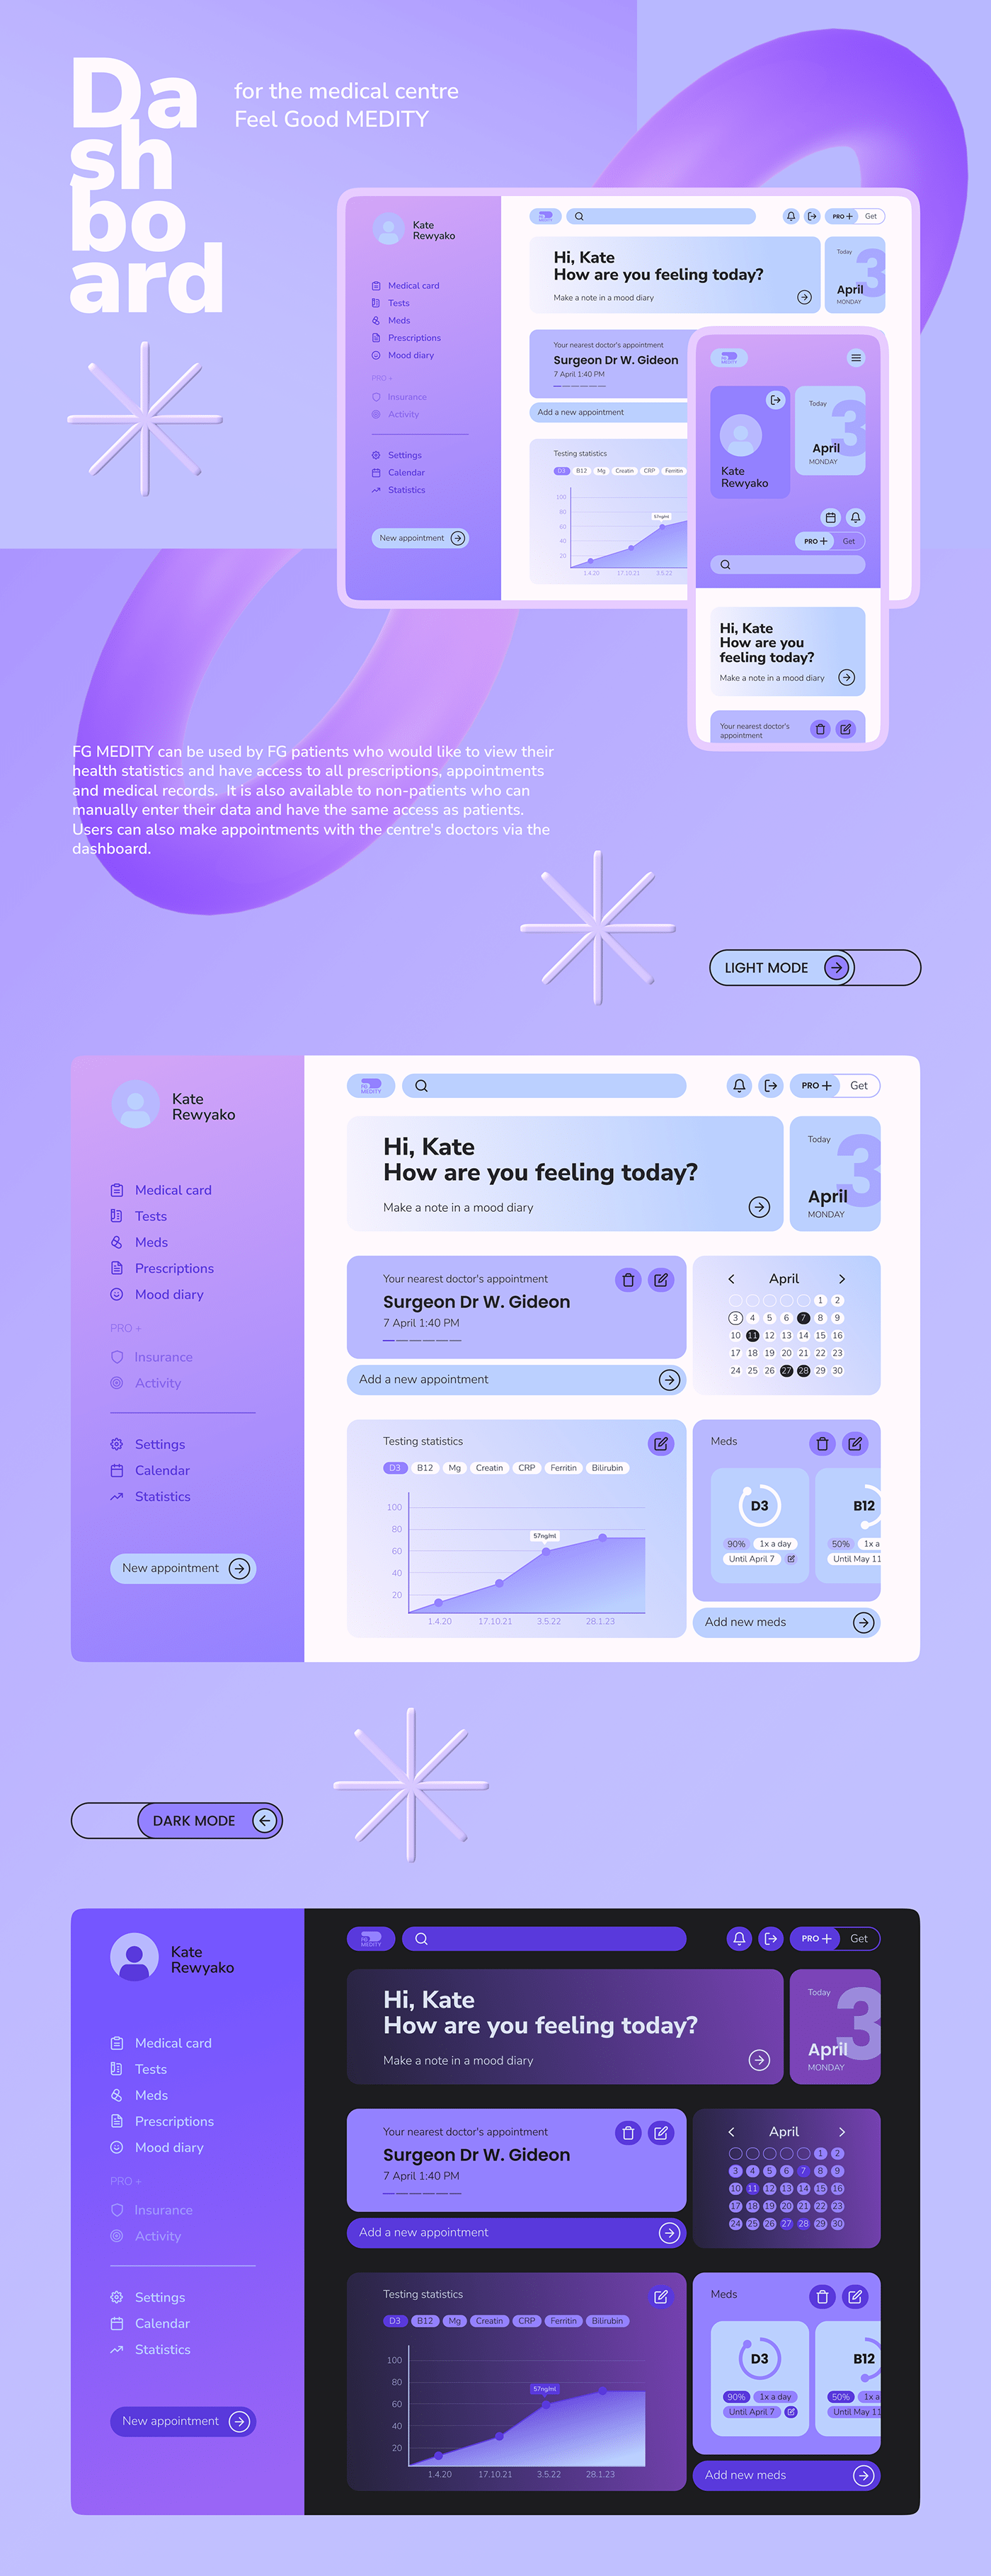 Da
sh
bo
ard
for the medical centre
Feel Good MEDITY
Kate
Rewyako
Medical card
Tests
Meds
Prescriptions
Mood diary
PRO +
Insurance
Activity
Settings
Calendar
Statistics
New appointment
MEDITY
PRO + Get
Hi, Kate
How are you feeling today?
Make a note in a mood diary
Today
3
April
MONDAY
Your nearest doctor's appointment
Surgeon Dr W. Gideon
7 April 1:40 PM
Add a new appointment
Testing statistics
D3 B12 Mg Creatin CRP Ferritin
100
80
60
40
20
57ng/ml
1.4.20 17.10.21 3.5.22
MEDITY
Kate
Rewyako
Today
3
April
MONDAY
PRO + Get
Hi, Kate
How are you
feeling today?
Make a note in a mood diary
Your nearest doctor's
appointment
FG MEDITY can be used by FG patients who would like to view their
health statistics and have access to all prescriptions, appointments
and medical records. It is also available to non-patients who can
manually enter their data and have the same access as patients.
Users can also make appointments with the centre's doctors via the
dashboard.
LIGHT MODE
Kate
Rewyako
Medical card
Tests
Meds
Prescriptions
Mood diary
PRO +
Insurance
Activity
Settings
Calendar
Statistics
New appointment
FG
MEDITY
PRO + Get
Hi, Kate
How are you feeling today?
Make a note in a mood diary
Today
3
April
MONDAY
Your nearest doctor's appointment
Surgeon Dr W. Gideon
7 April 1:40 PM
Add a new appointment
April
1 2
3 4 5 6 7 8 9
10 11 12 13 14 15 16
17 18 19 20 21 22 23
24 25 26 27 28 29 30
Testing statistics
D3 B12 Mg Creatin CRP Ferritin Bilirubin
100
80
60
40
20
57ng/ml
1.4.20 17.10.21 3.5.22 28.1.23
Meds
D3
90% 1x a day
Until April 7
B12
50% 1x a
Until May 11
Add new meds
DARK MODE
Kate
Rewyako
Medical card
Tests
Meds
Prescriptions
Mood diary
PRO +
Insurance
Activity
Settings
Calendar
Statistics
New appointment
FG
MEDITY
PRO + Get
Hi, Kate
How are you feeling today?
Make a note in a mood diary
Today
3
April
MONDAY
Your nearest doctor's appointment
Surgeon Dr W. Gideon
7 April 1:40 PM
Add a new appointment
April
1 2
3 4 5 6 7 8 9
10 11 12 13 14 15 16
17 18 19 20 21 22 23
24 25 26 27 28 29 30
Testing statistics
D3 B12 Mg Creatin CRP Ferritin Bilirubin
100
80
60
40
20
57ng/ml
1.4.20 17.10.21 3.5.22 28.1.23
Meds
D3
90% 1x a day
Until April 7
B12
50% 1x a
Until May 11
Add new meds